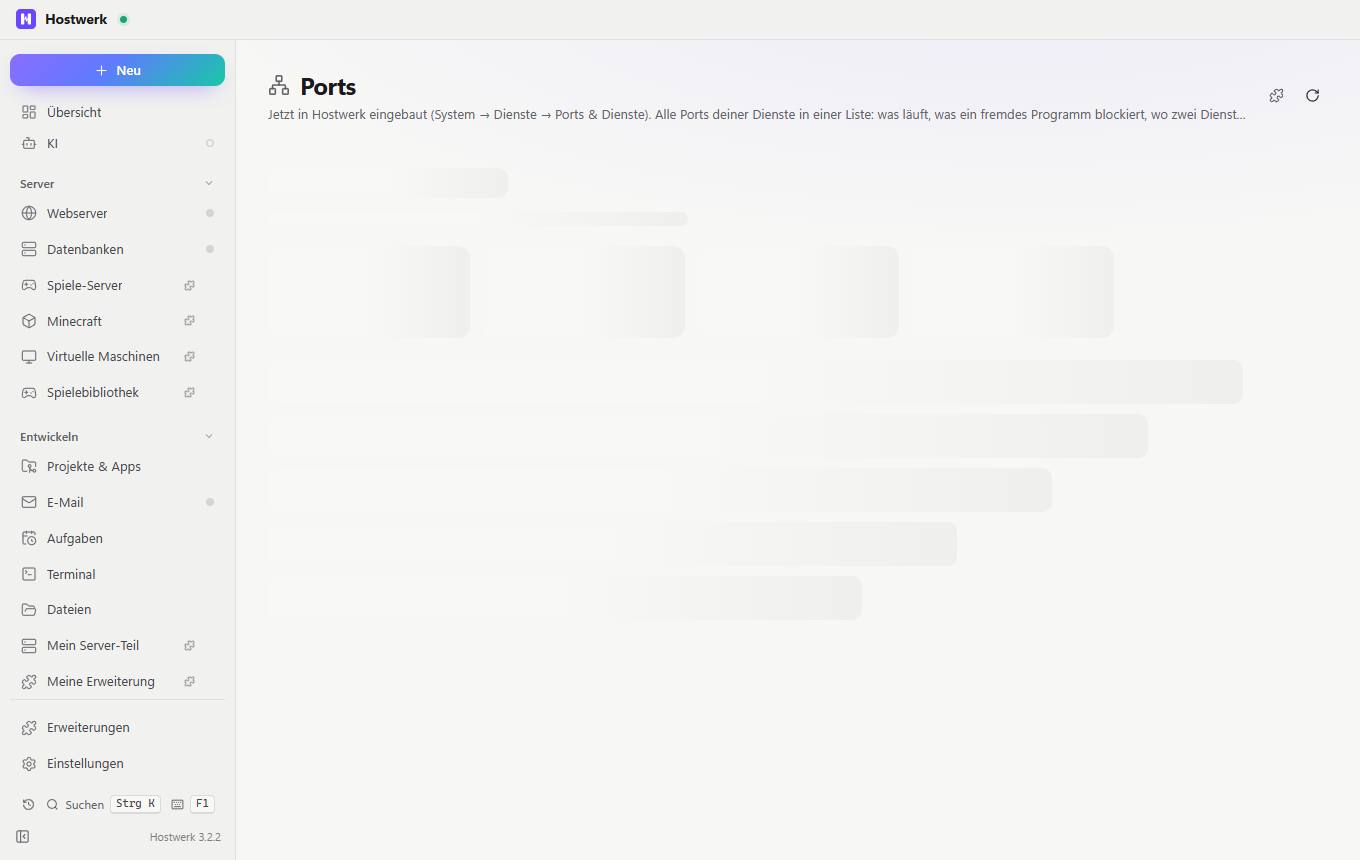 Hostwerk
Neu
Übersicht
KI
Server
Webserver
Datenbanken
Spiele-Server
Minecraft
Virtuelle Maschinen
Spielebibliothek
Entwickeln
Projekte & Apps
E-Mail
Aufgaben
Terminal
Dateien
Mein Server-Teil
Meine Erweiterung
Erweiterungen
Einstellungen
Suchen Strg K F1
Hostwerk 3.2.2
Ports
Jetzt in Hostwerk eingebaut (System → Dienste → Ports & Dienste). Alle Ports deiner Dienste in einer Liste: was läuft, was ein fremdes Programm blockiert, wo zwei Dienst...